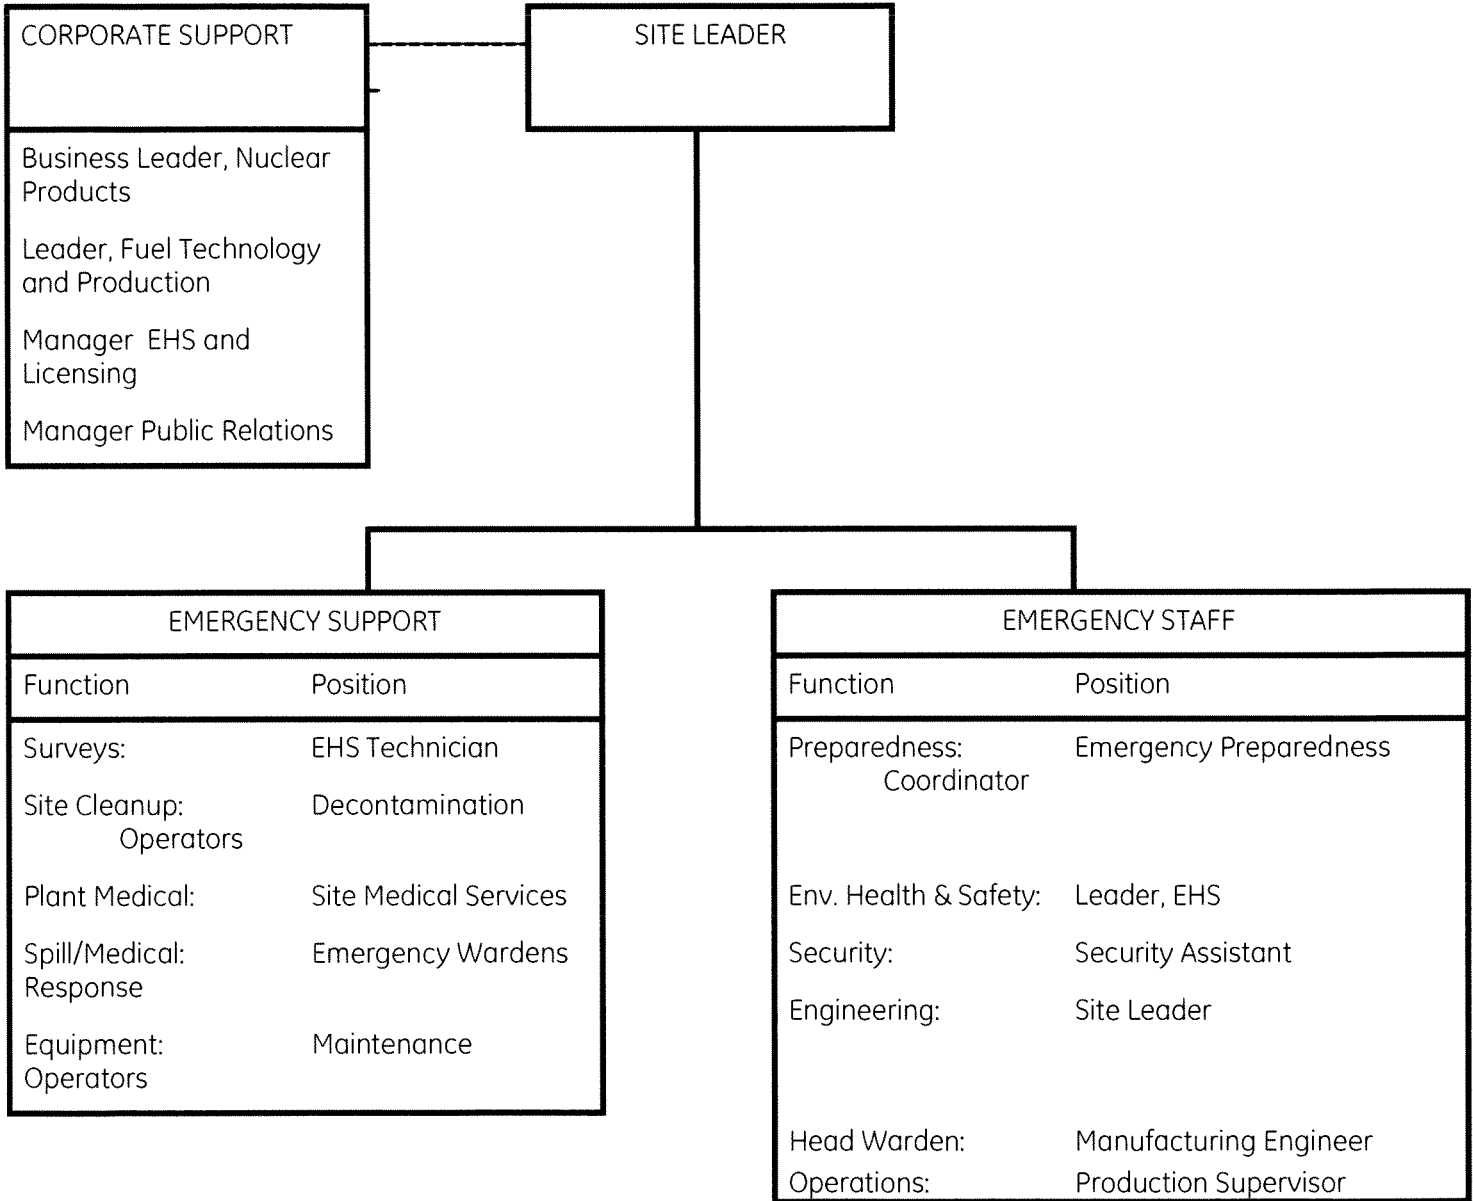 CORPORATE SUPPORT
SITE LEADER
Business Leader, Nuclear
Products
Leader, Fuel Technology
and Production
Manager EHS and
Licensing
Manager Public Relations
EMERGENCY SUPPORT
Function Position
Surveys: EHS Technician
Site Cleanup: Decontamination
Operators
Plant Medical: Site Medical Services
Spill/Medical: Emergency Wardens
Response
Equipment: Maintenance
Operators
EMERGENCY STAFF
Function Position
Preparedness: Emergency Preparedness
Coordinator
Env. Health & Safety: Leader, EHS
Security: Security Assistant
Engineering: Site Leader
Head Warden: Manufacturing Engineer
Operations: Production Supervisor